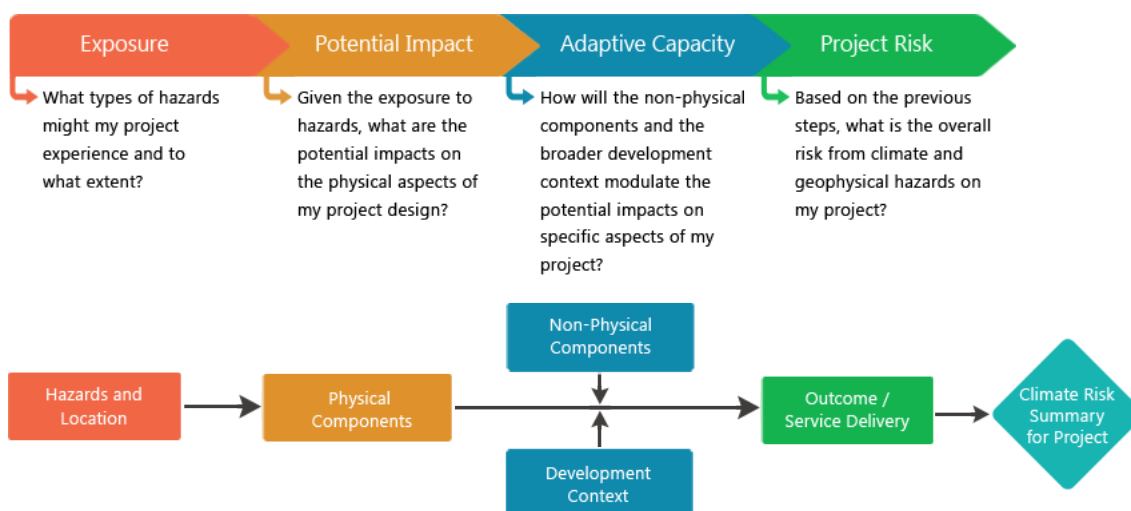 Exposure
Potential Impact
Adaptive Capacity
Project Risk
What types of hazards
might my project
experience and to
what extent?
Given the exposure to
hazards, what are the
potential impacts on
the physical aspects of
my project design?
How will the non-physical
components and the
broader development
context modulate the
potential impacts on
specific aspects of my
project?
Based on the previous
steps, what is the overall
risk from climate and
geophysical hazards on
my project?
Non-Physical
Components
Hazards and
Location
Physical
Components
Outcome /
Service Delivery
Climate Risk
Summary
for Project
Development
Context